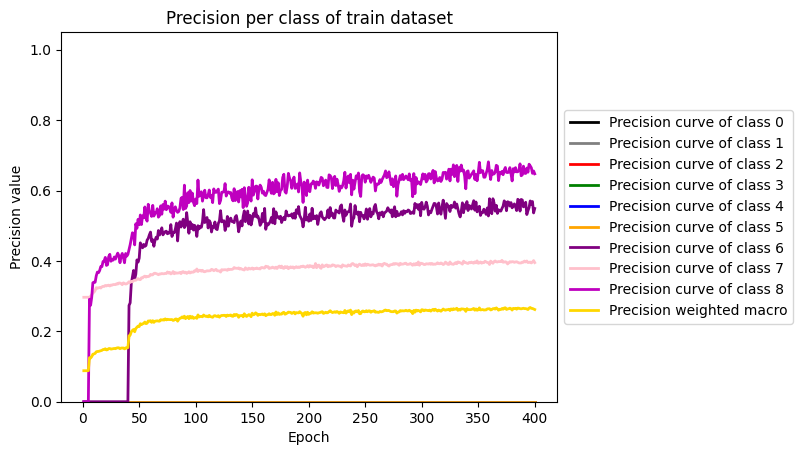 Precision per class of train dataset
Precision value
1.0
0.8
0.6
0.4
0.2
0.0
0
50
100
150
200
250
300
350
400
Epoch
Precision curve of class 0
Precision curve of class 1
Precision curve of class 2
Precision curve of class 3
Precision curve of class 4
Precision curve of class 5
Precision curve of class 6
Precision curve of class 7
Precision curve of class 8
Precision weighted macro